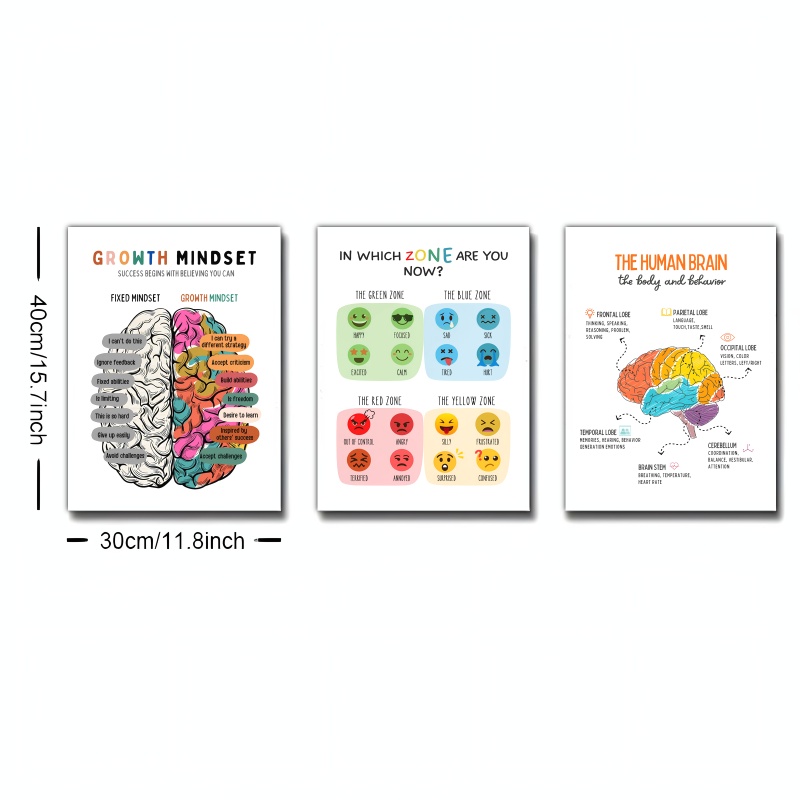 40cm/15.7inch
30cm/11.8inch
GROWTH MINDSET
SUCCESS BEGINS WITH BELIEVING YOU CAN
FIXED MINDSET
GROWTH MINDSET
I can't do this
Ignore feedback
Fixed abilities
Is limiting
This is so hard
Give up easily
Avoid challenges
I can try a
different strategy
Accept criticism
Build abilities
Is freedom
Desire to learn
Inspired by
others' success
Accept challenges
IN WHICH ZONE ARE YOU
NOW?
THE GREEN ZONE
HAPPY
FOCUSED
EXCITED
CALM
THE BLUE ZONE
SAD
SICK
TIRED
HURT
THE RED ZONE
OUT OF CONTROL
ANGRY
TERRIFIED
ANNOYED
THE YELLOW ZONE
SILLY
FRUSTRATED
SURPRISED
CONFUSED
THE HUMAN BRAIN
the body and behavior
FRONTAL LOBE
THINKING, SPEAKING,
REASONING, PROBLEM,
SOLVING
PARIETAL LOBE
LANGUAGE,
TOUCH,TASTE,SMELL
OCCIPITAL LOBE
VISION, COLOR
LETTERS, LEFT/RIGHT
TEMPORAL LOBE
MEMORIES, HEARING, BEHAVIOR
GENERATION EMOTIONS
CEREBELLUM
COORDINATION,
BALANCE, VESTIBULAR,
ATTENTION
BRAIN STEM
BREATHING, TEMPERATURE,
HEART RATE